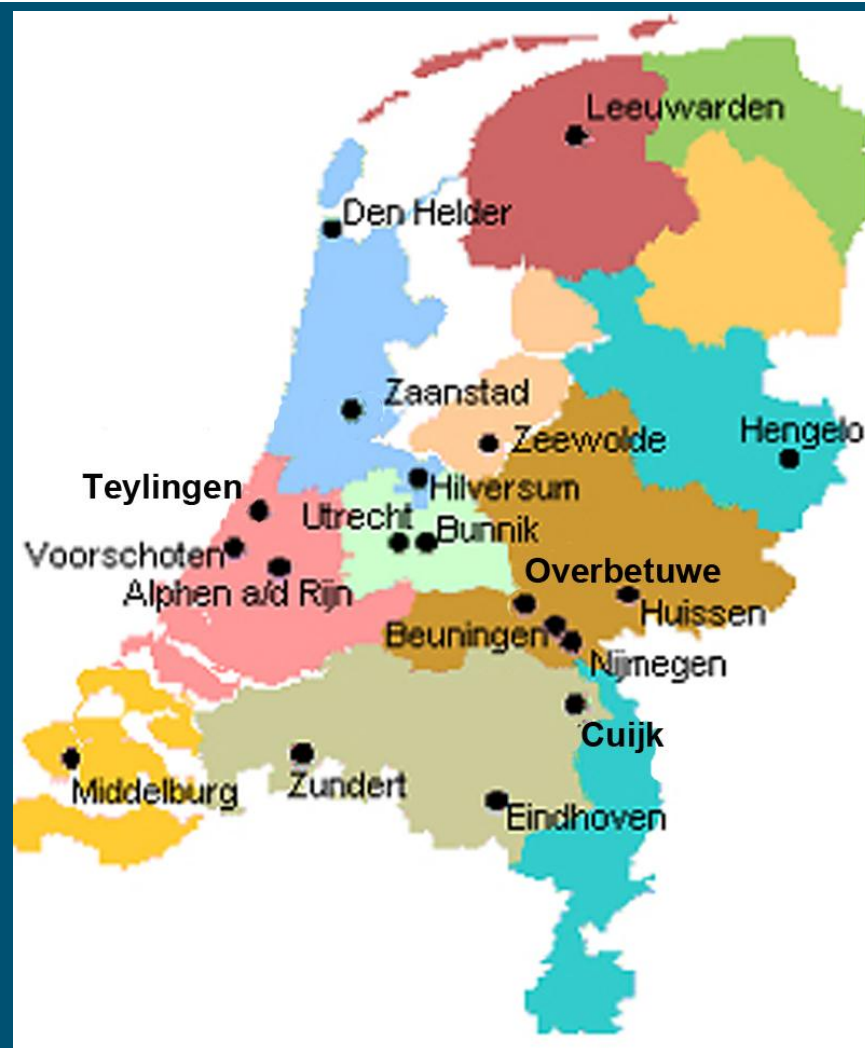 Leeuwarden
Den Helder
Zaanstad
Zeewolde
Hengelo
Teylingen
Hilversum
Utrecht
Bunnik
Voorschoten
Alphen a/d Rijn
Overbetuwe
Huissen
Beuningen
Nijmegen
Cuijk
Middelburg
Zundert
Eindhoven